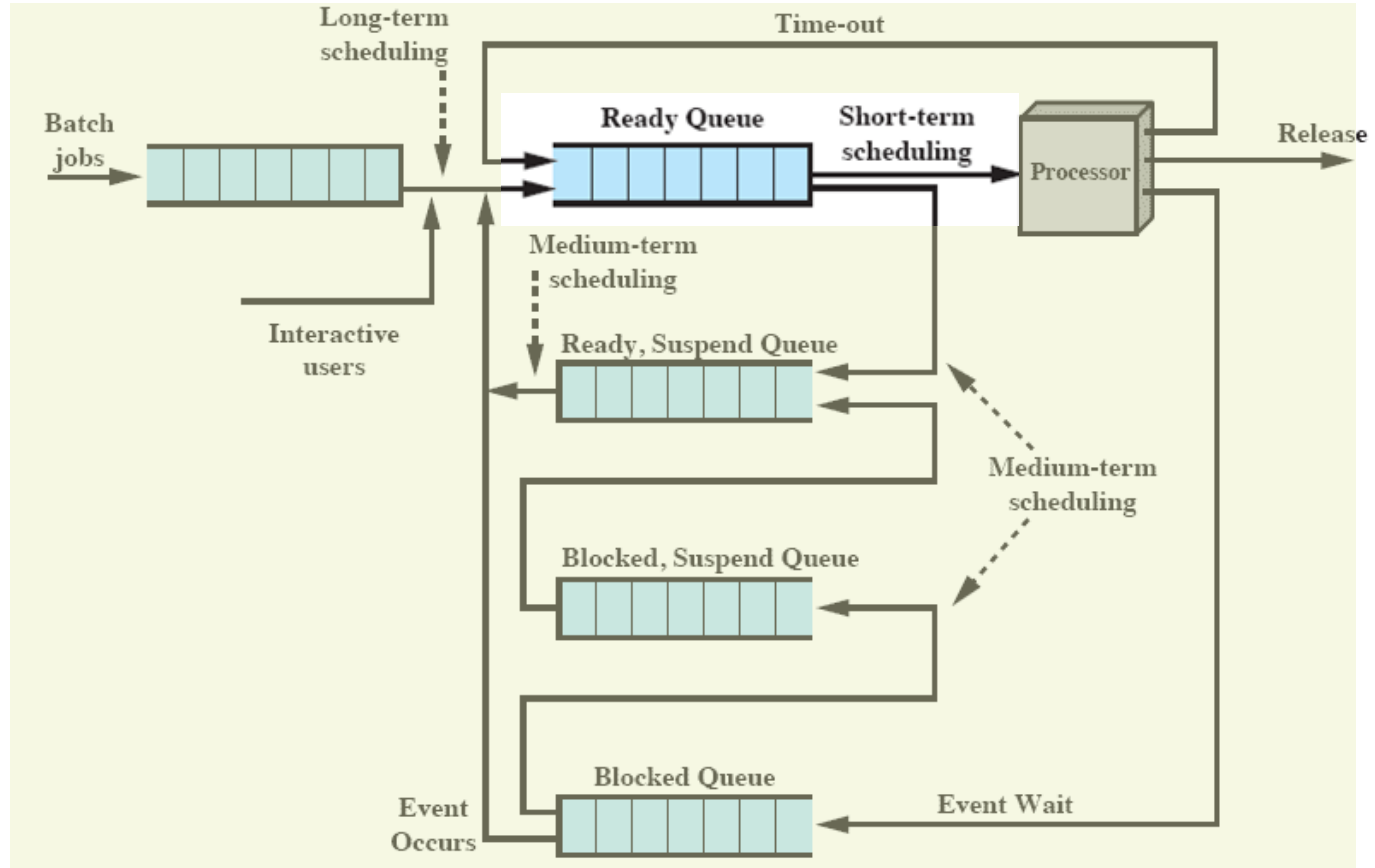 Long-term
scheduling
Time-out
Batch
jobs
Ready Queue
Short-term
scheduling
Processor
Release
Medium-term
scheduling
Interactive
users
Ready, Suspend Queue
Medium-term
scheduling
Blocked, Suspend Queue
Blocked Queue
Event
Occurs
Event Wait